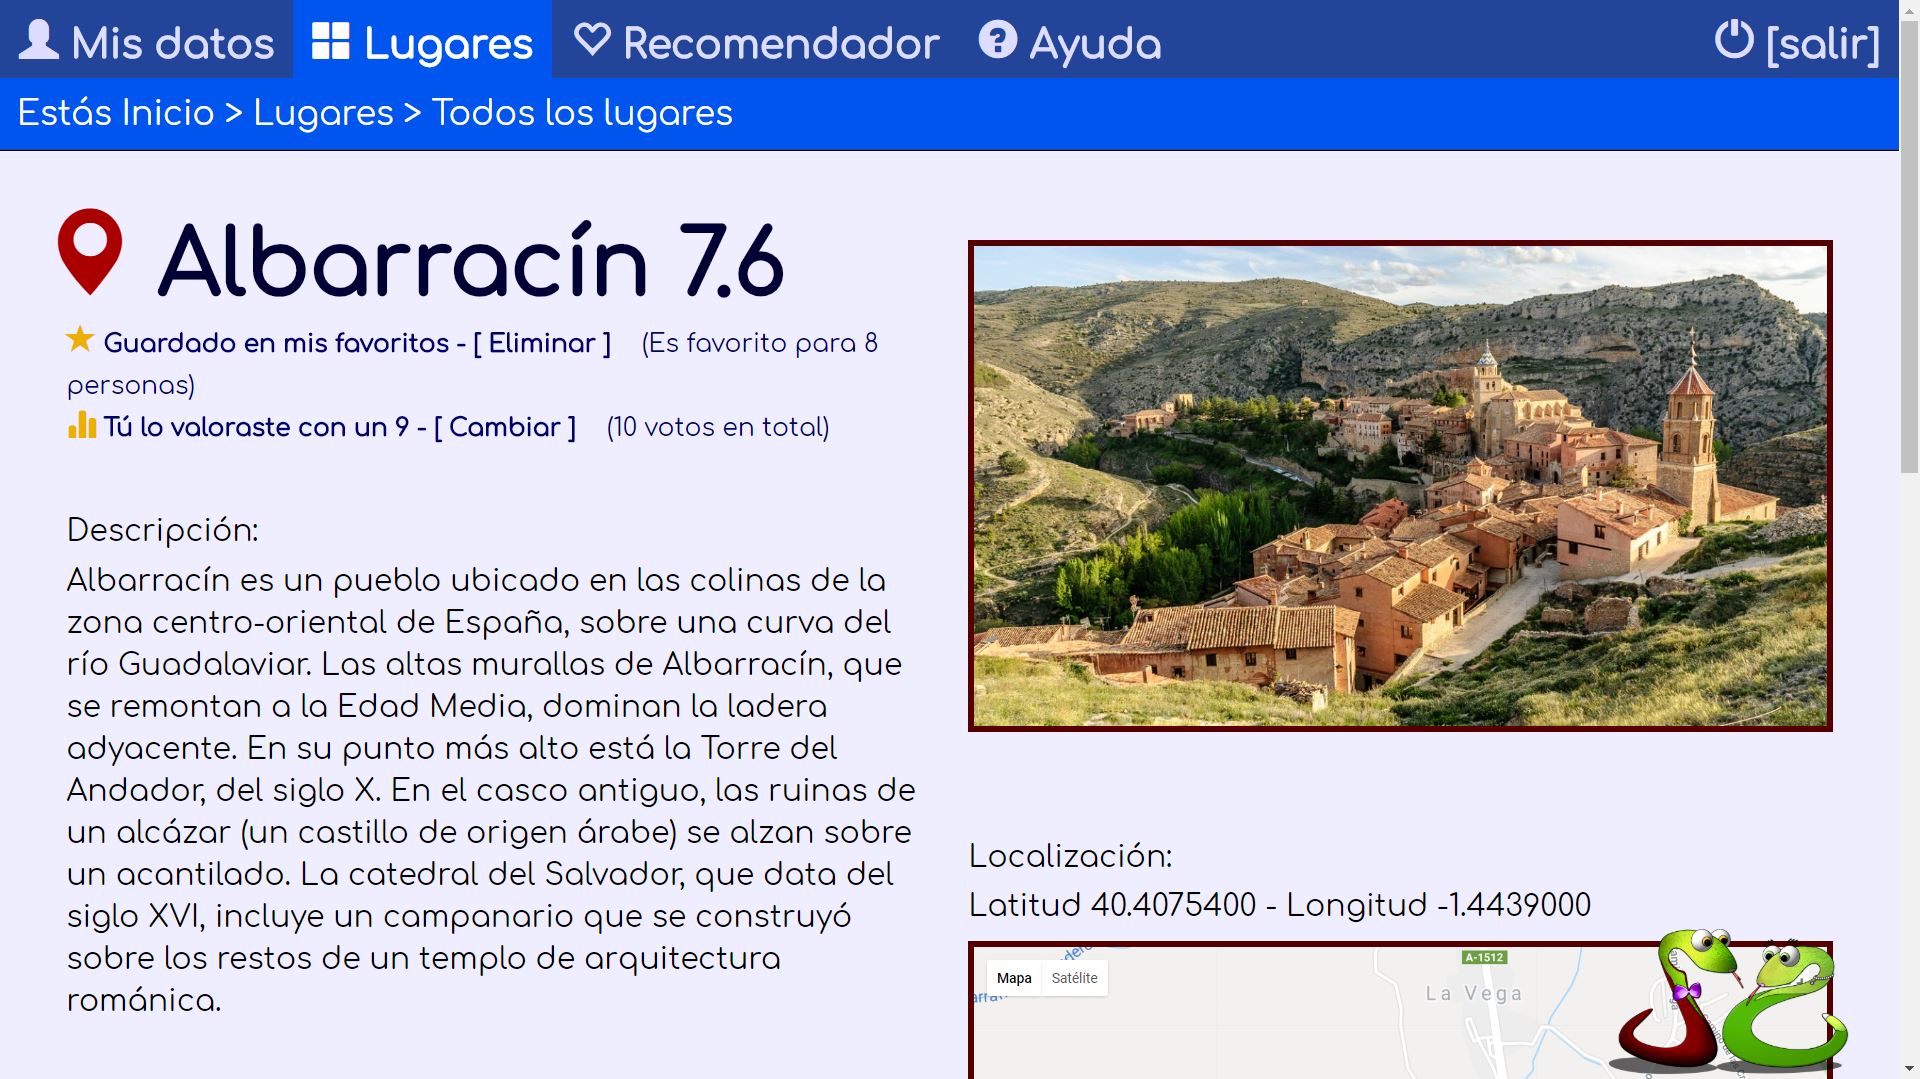 Mis datos
Lugares
Recomendador
Ayuda
[salir]
Estás Inicio > Lugares > Todos los lugares
Albarracín 7.6
Guardado en mis favoritos - [ Eliminar ] (Es favorito para 8
personas)
Tú lo valoraste con un 9 - [ Cambiar ] (10 votos en total)
Descripción:
Albarracín es un pueblo ubicado en las colinas de la
zona centro-oriental de España, sobre una curva del
río Guadalaviar. Las altas murallas de Albarracín, que
se remontan a la Edad Media, dominan la ladera
adyacente. En su punto más alto está la Torre del
Andador, del siglo X. En el casco antiguo, las ruinas de
un alcázar (un castillo de origen árabe) se alzan sobre
un acantilado. La catedral del Salvador, que data del
siglo XVI, incluye un campanario que se construyó
sobre los restos de un templo de arquitectura
románica.
Localización:
Latitud 40.4075400 - Longitud -1.4439000
Mapa
Satélite
A-1512
La Vega